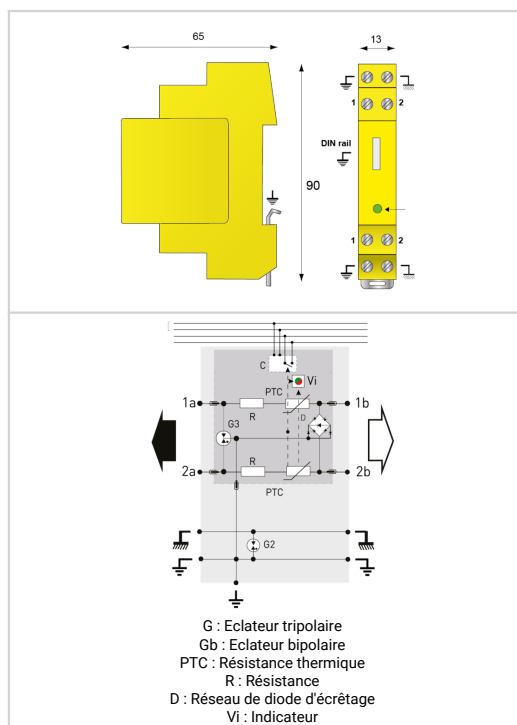 65
13
1 2
DIN rail
90
1 2
C
Vi
PTC
1a
1b
R
D
G3
R
2a
2b
PTC
G2
G : Eclateur tripolaire
Gb : Eclateur bipolaire
PTC : Résistance thermique
R : Résistance
D : Réseau de diode d'écrêtage
Vi : Indicateur